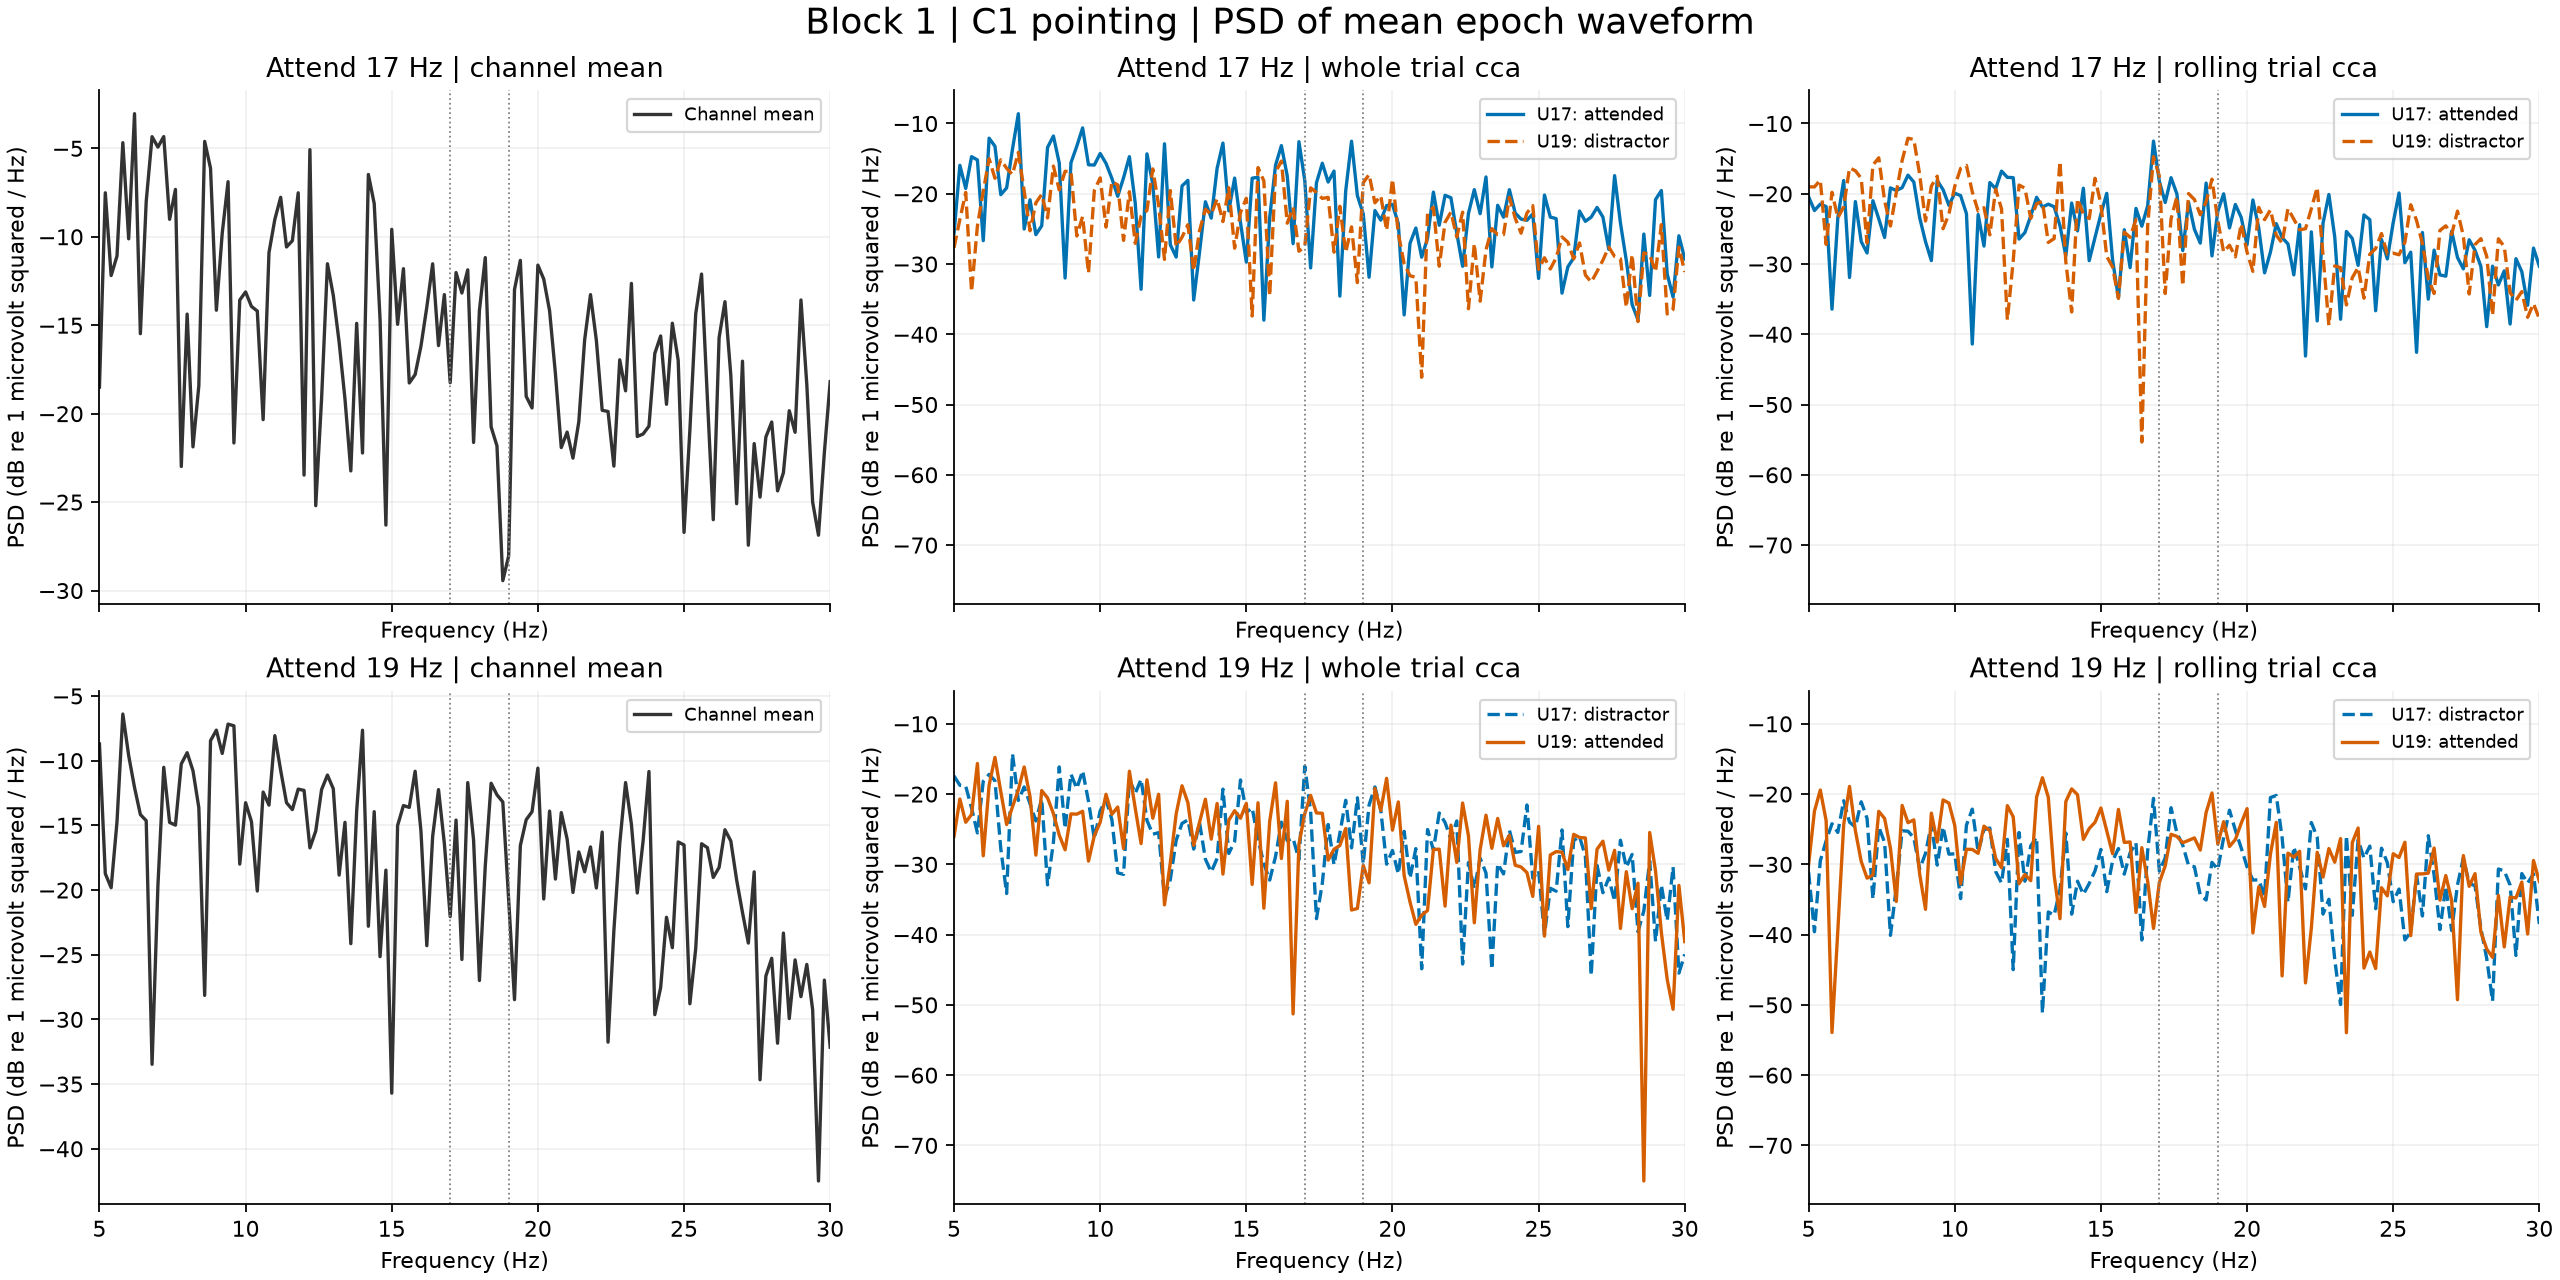 Block 1 | C1 pointing | PSD of mean epoch waveform
Attend 17 Hz | channel mean
Channel mean
PSD (dB re 1 microvolt squared / Hz)
−5
−10
−15
−20
−25
−30
Frequency (Hz)
Attend 17 Hz | whole trial cca
U17: attended
U19: distractor
PSD (dB re 1 microvolt squared / Hz)
−10
−20
−30
−40
−50
−60
−70
Frequency (Hz)
Attend 17 Hz | rolling trial cca
U17: attended
U19: distractor
PSD (dB re 1 microvolt squared / Hz)
−10
−20
−30
−40
−50
−60
−70
Frequency (Hz)
Attend 19 Hz | channel mean
Channel mean
PSD (dB re 1 microvolt squared / Hz)
−5
−10
−15
−20
−25
−30
−35
−40
5 10 15 20 25 30
Frequency (Hz)
Attend 19 Hz | whole trial cca
U17: distractor
U19: attended
PSD (dB re 1 microvolt squared / Hz)
−10
−20
−30
−40
−50
−60
−70
5 10 15 20 25 30
Frequency (Hz)
Attend 19 Hz | rolling trial cca
U17: distractor
U19: attended
PSD (dB re 1 microvolt squared / Hz)
−10
−20
−30
−40
−50
−60
−70
5 10 15 20 25 30
Frequency (Hz)